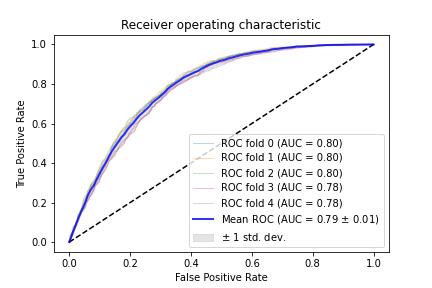 Receiver operating characteristic
True Positive Rate
1.0
0.8
0.6
0.4
0.2
0.0
ROC fold 0 (AUC = 0.80)
ROC fold 1 (AUC = 0.80)
ROC fold 2 (AUC = 0.80)
ROC fold 3 (AUC = 0.78)
ROC fold 4 (AUC = 0.78)
Mean ROC (AUC = 0.79 ± 0.01)
± 1 std. dev.
0.0 0.2 0.4 0.6 0.8 1.0
False Positive Rate